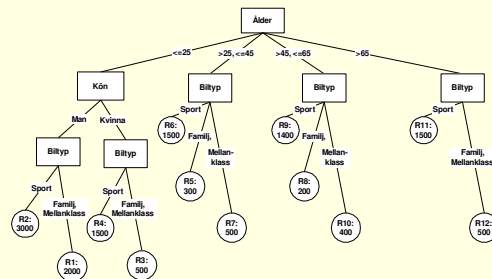 Ålder
<=25
>25, <=45
>45, <=65
>65
Kön
Biltyp
Biltyp
Biltyp
Man
Kvinna
Sport
Sport
Sport
R6:
1500
Familj,
Mellan-
klass
R9:
1400
Familj,
Mellan-
klass
R11:
1500
Familj,
Mellanklass
Biltyp
Biltyp
Sport
Familj,
Mellanklass
Sport
Familj,
Mellanklass
R5:
300
R8:
200
R2:
3000
R4:
1500
R7:
500
R10:
400
R12:
500
R1:
2000
R3:
500